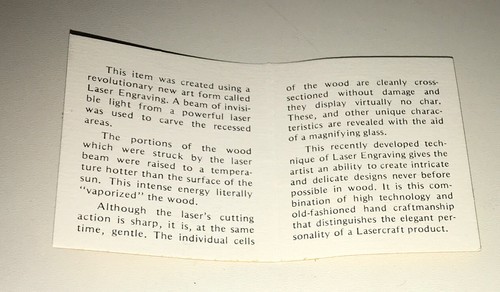 This item was created using a
revolutionary new art form called
Laser Engraving. A beam of invisi-
ble light from a powerful laser
was used to carve the recessed
areas.
The portions of the wood
which were struck by the laser
beam were raised to a tempera-
ture hotter than the surface of the
sun. This intense energy literally
"vaporized" the wood.
Although the laser's cutting
action is sharp, it is, at the same
time, gentle. The individual cells
of the wood are cleanly cross-
sectioned without damage and
they display virtually no char.
These, and other unique charac-
teristics are revealed with the aid
of a magnifying glass.
This recently developed tech-
nique of Laser Engraving gives the
artist an ability to create intricate
and delicate designs never before
possible in wood. It is this com-
bination of high technology and
old-fashioned hand craftmanship
that distinguishes the elegant per-
sonality of a Lasercraft product.